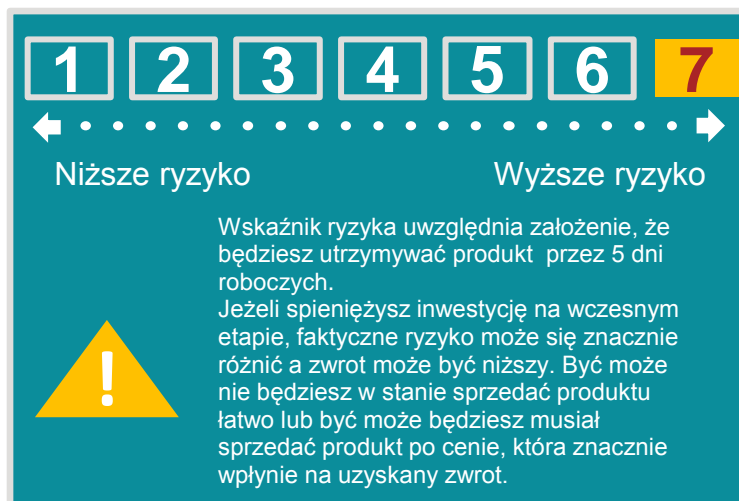 1 2 3 4 5 6 7
Niższe ryzyko Wyższe ryzyko
Wskaźnik ryzyka uwzględnia założenie, że
będziesz utrzymywać produkt przez 5 dni
roboczych.
Jeżeli spieniężysz inwestycję na wczesnym
etapie, faktyczne ryzyko może się znacznie
różnić a zwrot może być niższy. Być może
nie będziesz w stanie sprzedać produktu
łatwo lub być może będziesz musiał
sprzedać produkt po cenie, która znacznie
wpłynie na uzyskany zwrot.
!